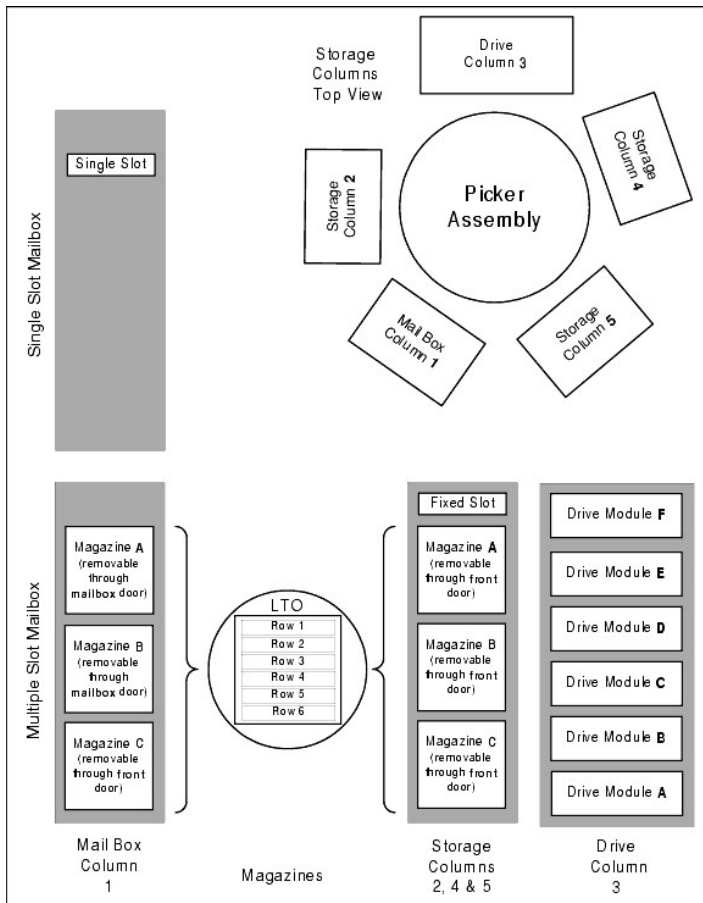 Storage
Columns
Top View
Drive
Column 3
Storage
Column 4
Storage
Column 2
Picker
Assembly
Mail Box
Column 1
Storage
Column 5
Single Slot Mailbox
Single Slot
Multiple Slot Mailbox
Magazine A
(removable
through
mailbox door)
Magazine B
(removable
through
mailbox door)
Magazine C
(removable
through front
door)
LTO
Row 1
Row 2
Row 3
Row 4
Row 5
Row 6
Fixed Slot
Magazine A
(removable
through front
door)
Magazine B
(removable
through front
door)
Magazine C
(removable
through front
door)
Drive Module F
Drive Module E
Drive Module D
Drive Module C
Drive Module B
Drive Module A
Mail Box
Column
1
Magazines
Storage
Columns
2, 4 & 5
Drive
Column
3